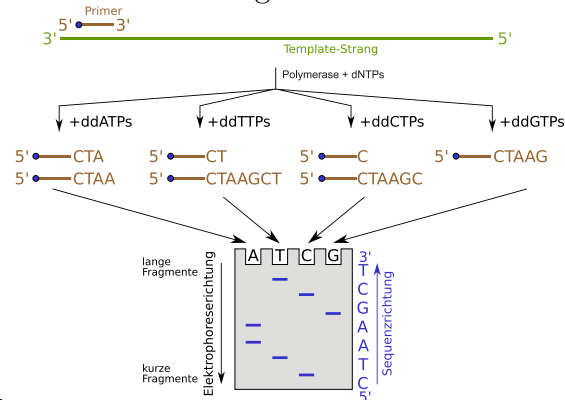 Primer
5' 3'
3' 5'
Template-Strang
Polymerase + dNTPs
+ddATPs +ddTTPs +ddCTPs +ddGTPs
5' CTA 5' CT 5' C 5' CTAAG
5' CTAA 5' CTAAGCT 5' CTAAGC
A T C G
lange
Fragmente
kurze
Fragmente
Elektrophoreserichtung
3'
T
C
G
A
A
T
C
5'
Sequenzrichtung